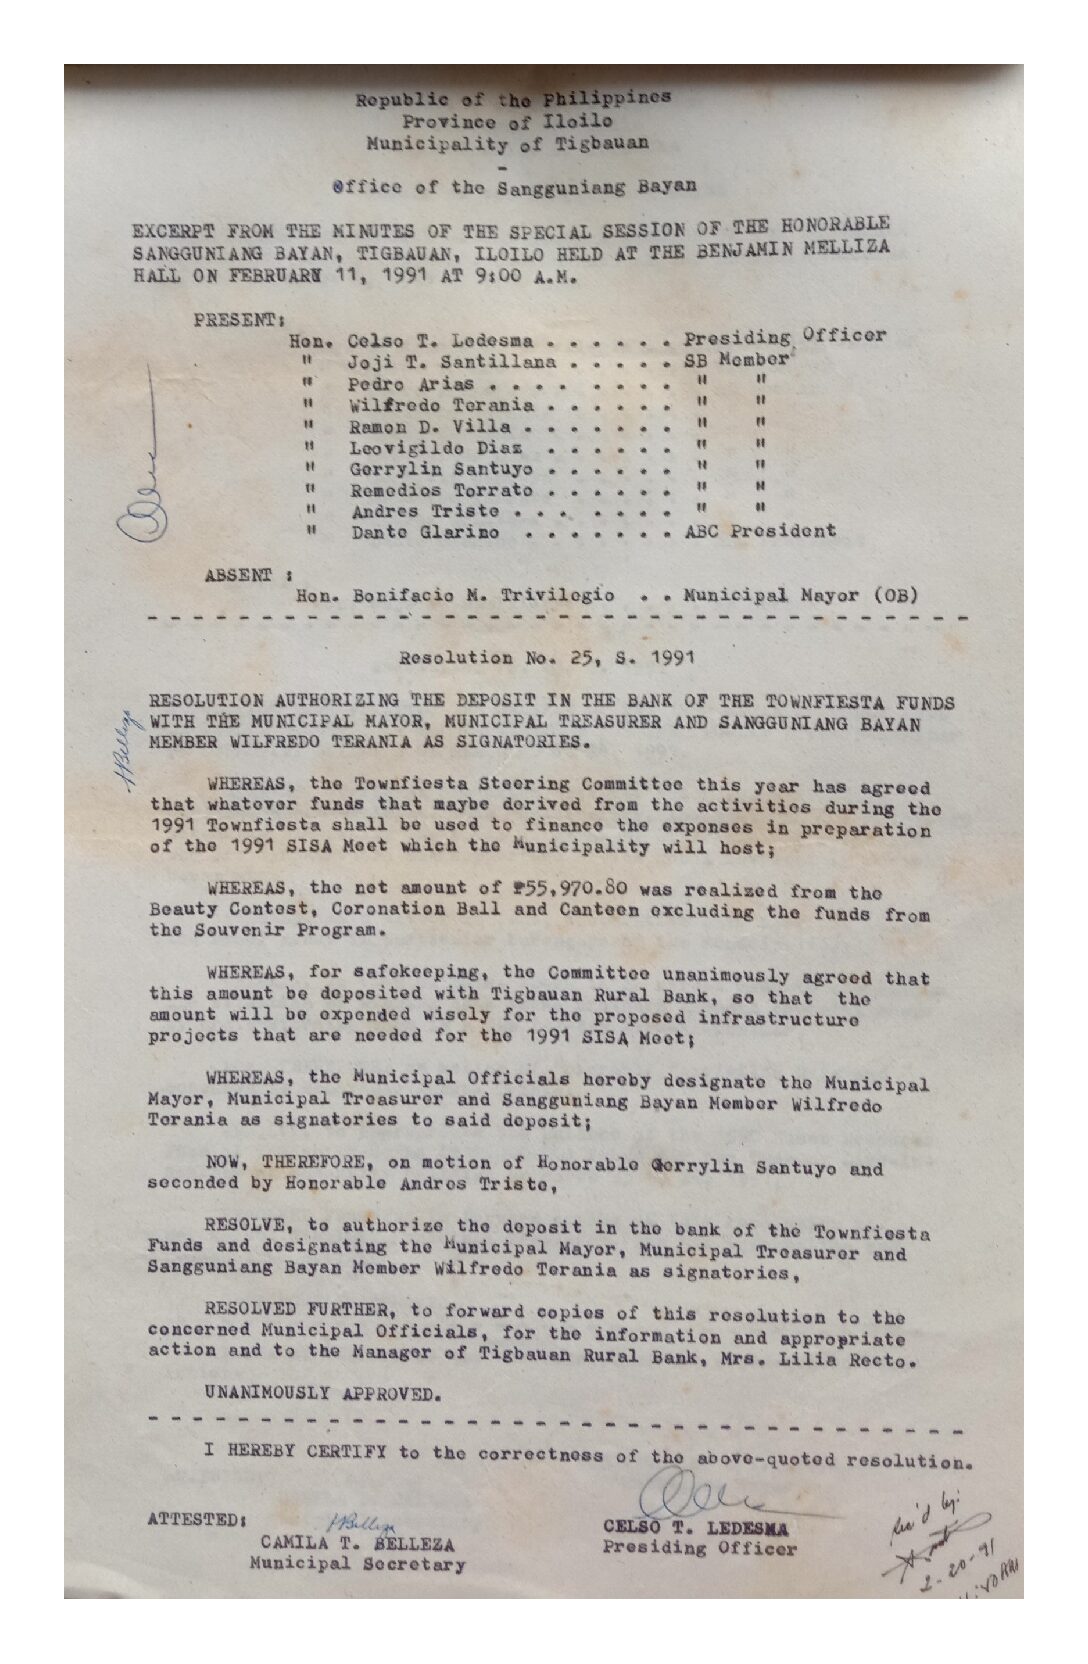 Republic of the Philippines
Province of Iloilo
Municipality of Tigbauan
-
Office of the Sangguniang Bayan
EXCERPT FROM THE MINUTES OF THE SPECIAL SESSION OF THE HONORABLE
SANGGUNIANG BAYAN, TIGBAUAN, ILOILO HELD AT THE BENJAMIN MELLIZA
HALL ON FEBRUARY 11, 1991 AT 9:00 A.M.
PRESENT:
Hon. Celso T. Ledesma . . . . . . Presiding Officer
" Joji T. Santillana . . . . . SB Member
" Pedro Arias . . . . . . . . " "
" Wilfredo Terania . . . . . . " "
" Ramon D. Villa . . . . . . . " "
" Leovigildo Diaz . . . . . . " "
" Gerrylin Santuyo . . . . . . " "
" Remedios Torrato . . . . . . " "
" Andres Triste . . . . . . . " "
" Dante Glarino . . . . . . . ABC President
ABSENT :
Hon. Bonifacio M. Trivilegio . . Municipal Mayor (OB)
- - - - - - - - - - - - - - - - - - - - - - - - - - - - - - - - - - -
Resolution No. 25, S. 1991
RESOLUTION AUTHORIZING THE DEPOSIT IN THE BANK OF THE TOWNFIESTA FUNDS
WITH THE MUNICIPAL MAYOR, MUNICIPAL TREASURER AND SANGGUNIANG BAYAN
MEMBER WILFREDO TERANIA AS SIGNATORIES.
WHEREAS, the Townfiesta Steering Committee this year has agreed
that whatever funds that maybe derived from the activities during the
1991 Townfiesta shall be used to finance the expenses in preparation
of the 1991 SISA Meet which the Municipality will host;
WHEREAS, the net amount of ₱55,970.80 was realized from the
Beauty Contest, Coronation Ball and Canteen excluding the funds from
the Souvenir Program.
WHEREAS, for safekeeping, the Committee unanimously agreed that
this amount be deposited with Tigbauan Rural Bank, so that the
amount will be expended wisely for the proposed infrastructure
projects that are needed for the 1991 SISA Meet;
WHEREAS, the Municipal Officials hereby designate the Municipal
Mayor, Municipal Treasurer and Sangguniang Bayan Member Wilfredo
Terania as signatories to said deposit;
NOW, THEREFORE, on motion of Honorable Gerrylin Santuyo and
seconded by Honorable Andres Triste,
RESOLVE, to authorize the deposit in the bank of the Townfiesta
Funds and designating the Municipal Mayor, Municipal Treasurer and
Sangguniang Bayan Member Wilfredo Terania as signatories,
RESOLVED FURTHER, to forward copies of this resolution to the
concerned Municipal Officials, for the information and appropriate
action and to the Manager of Tigbauan Rural Bank, Mrs. Lilia Recto.
UNANIMOUSLY APPROVED.
- - - - - - - - - - - - - - - - - - - - - - - - - - - - - - - - - - -
I HEREBY CERTIFY to the correctness of the above-quoted resolution.
ATTESTED:
CAMILA T. BELLEZA
Municipal Secretary
CELSO T. LEDESMA
Presiding Officer
Rec'd by:
2-20-91